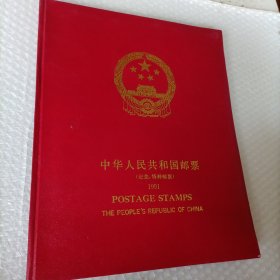 中华人民共和国邮票
(纪念、特种邮票)
1991
POSTAGE STAMPS
THE PEOPLE'S REPUBLIC OF CHINA